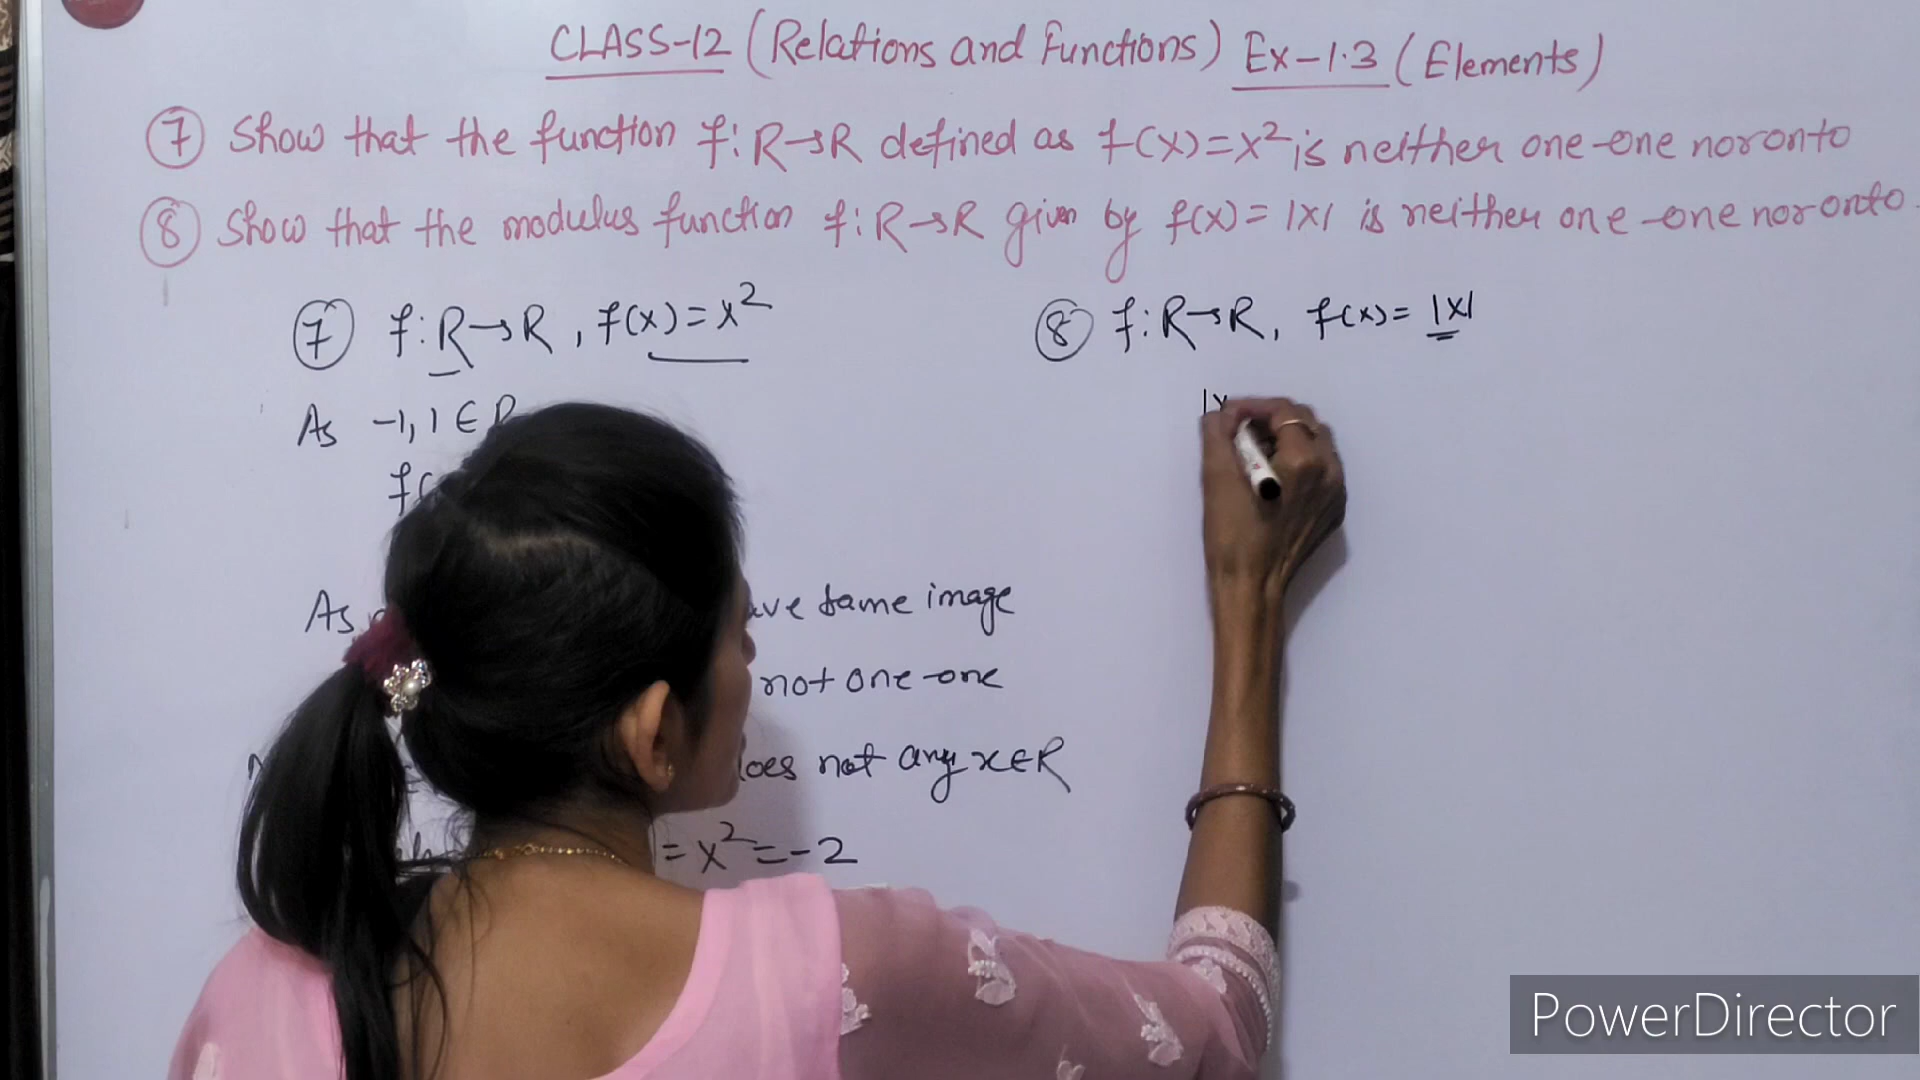 CLASS-12 (Relations and Functions) Ex-1.3 (Elements)
⑦ Show that the function f: R→R defined as f(x)=x² is neither one-one nor onto
⑧ Show that the modulus function f: R→R given by f(x)= |x| is neither one-one nor onto.
⑦ f: R→R, f(x)=x²
As -1, 1 ∈ R
f(
As have same image
not one-one
does not any x∈R
= x² = -2
⑧ f: R→R, f(x)= |x|
|x
PowerDirector